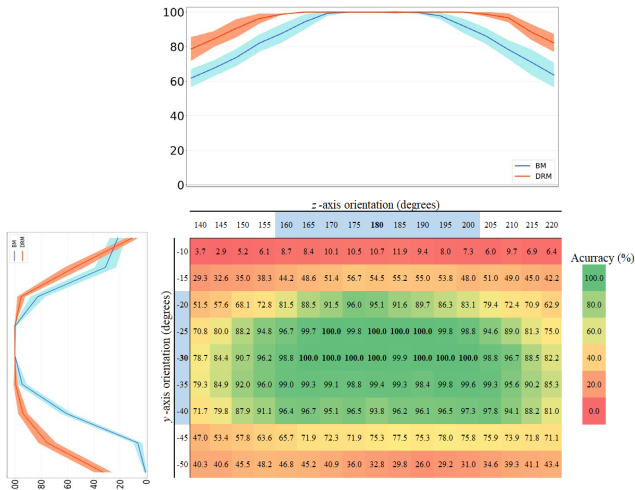 100
80
60
40
20
0
BM
DRM
z-axis orientation (degrees)
140 145 150 155 160 165 170 175 180 185 190 195 200 205 210 215 220
-10 3.7 2.9 5.2 6.1 8.7 8.4 10.1 10.5 10.7 11.9 9.4 8.0 7.3 6.0 9.7 6.9 6.4
-15 29.3 32.6 35.0 38.3 44.2 48.6 51.4 56.7 54.5 55.2 55.0 53.8 48.0 51.0 49.0 45.0 42.2
-20 51.5 57.6 68.1 72.8 81.5 88.5 91.5 96.0 95.1 91.6 89.7 86.3 83.1 79.4 72.4 70.9 62.9
-25 70.8 80.0 88.2 94.8 96.7 99.7 100.0 99.8 100.0 100.0 100.0 99.8 98.8 94.6 89.0 81.3 75.0
-30 78.7 84.4 90.7 96.2 98.8 100.0 100.0 100.0 100.0 99.9 100.0 100.0 100.0 98.8 96.7 88.5 82.2
-35 79.3 84.9 92.0 96.0 99.0 99.3 99.1 98.8 99.4 99.3 98.4 99.8 99.6 99.3 95.6 90.2 85.3
-40 71.7 79.8 87.9 91.1 96.4 96.7 95.1 96.5 93.8 96.2 96.1 96.5 97.3 97.8 94.1 88.2 81.0
-45 47.0 53.4 57.8 63.6 65.7 71.9 72.3 71.9 75.3 77.5 75.3 78.0 75.8 75.9 73.9 71.8 71.1
-50 40.3 40.6 45.5 48.2 46.8 45.2 40.9 36.0 32.8 29.8 26.0 29.2 31.0 34.6 39.3 41.1 43.4
y-axis orientation (degrees)
Acurracy (%)
100.0
80.0
60.0
40.0
20.0
0.0
BM
DRM
00 80 60 40 20 0